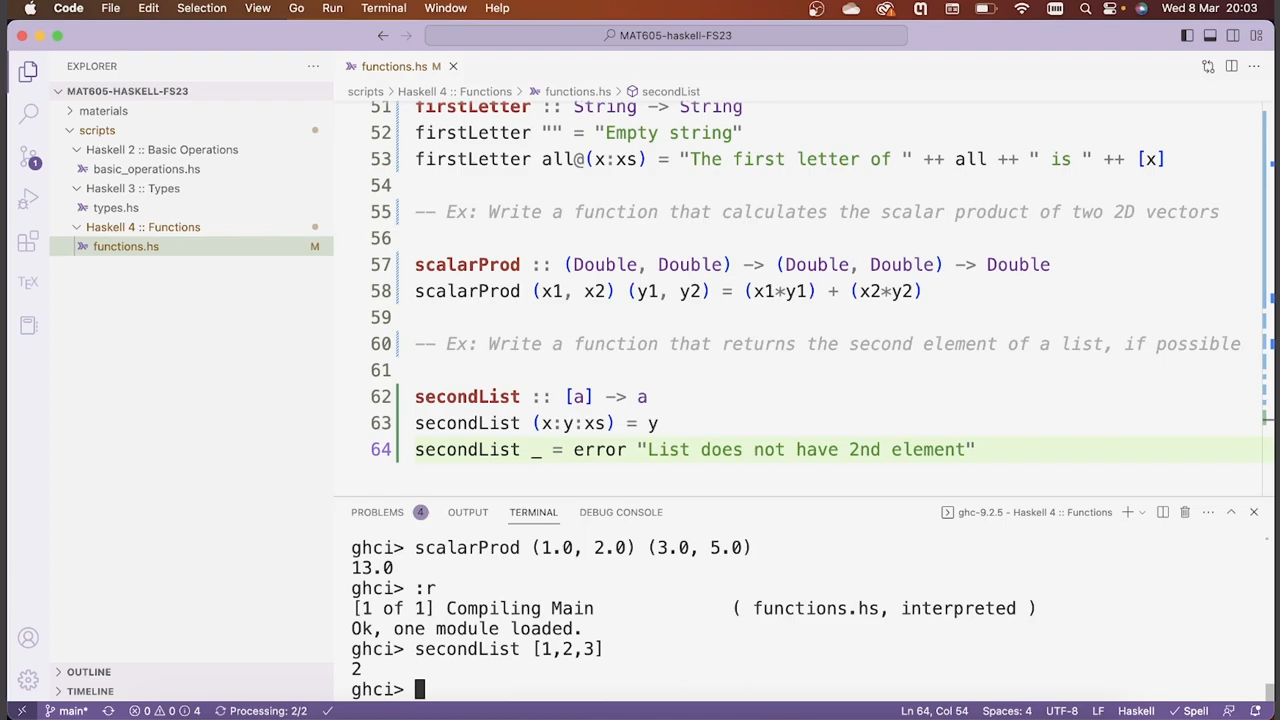 Code File Edit Selection View Go Run Terminal Window Help Wed 8 Mar 20:03
MAT605-haskell-FS23
EXPLORER
functions.hs M
MAT605-HASKELL-FS23
materials
scripts
Haskell 2 :: Basic Operations
basic_operations.hs
Haskell 3 :: Types
types.hs
Haskell 4 :: Functions
functions.hs M
OUTLINE
TIMELINE
scripts > Haskell 4 :: Functions > functions.hs > secondList
51 firstLetter :: String -> String
52 firstLetter "" = "Empty string"
53 firstLetter all@(x:xs) = "The first letter of " ++ all ++ " is " ++ [x]
54
55 -- Ex: Write a function that calculates the scalar product of two 2D vectors
56
57 scalarProd :: (Double, Double) -> (Double, Double) -> Double
58 scalarProd (x1, x2) (y1, y2) = (x1*y1) + (x2*y2)
59
60 -- Ex: Write a function that returns the second element of a list, if possible
61
62 secondList :: [a] -> a
63 secondList (x:y:xs) = y
64 secondList _ = error "List does not have 2nd element"
PROBLEMS 4 OUTPUT TERMINAL DEBUG CONSOLE ghc-9.2.5 - Haskell 4 :: Functions
ghci> scalarProd (1.0, 2.0) (3.0, 5.0)
13.0
ghci> :r
[1 of 1] Compiling Main ( functions.hs, interpreted )
Ok, one module loaded.
ghci> secondList [1,2,3]
2
ghci>
1
TEX
main* 0 0 4 Processing: 2/2 Ln 64, Col 54 Spaces: 4 UTF-8 LF Haskell Spell